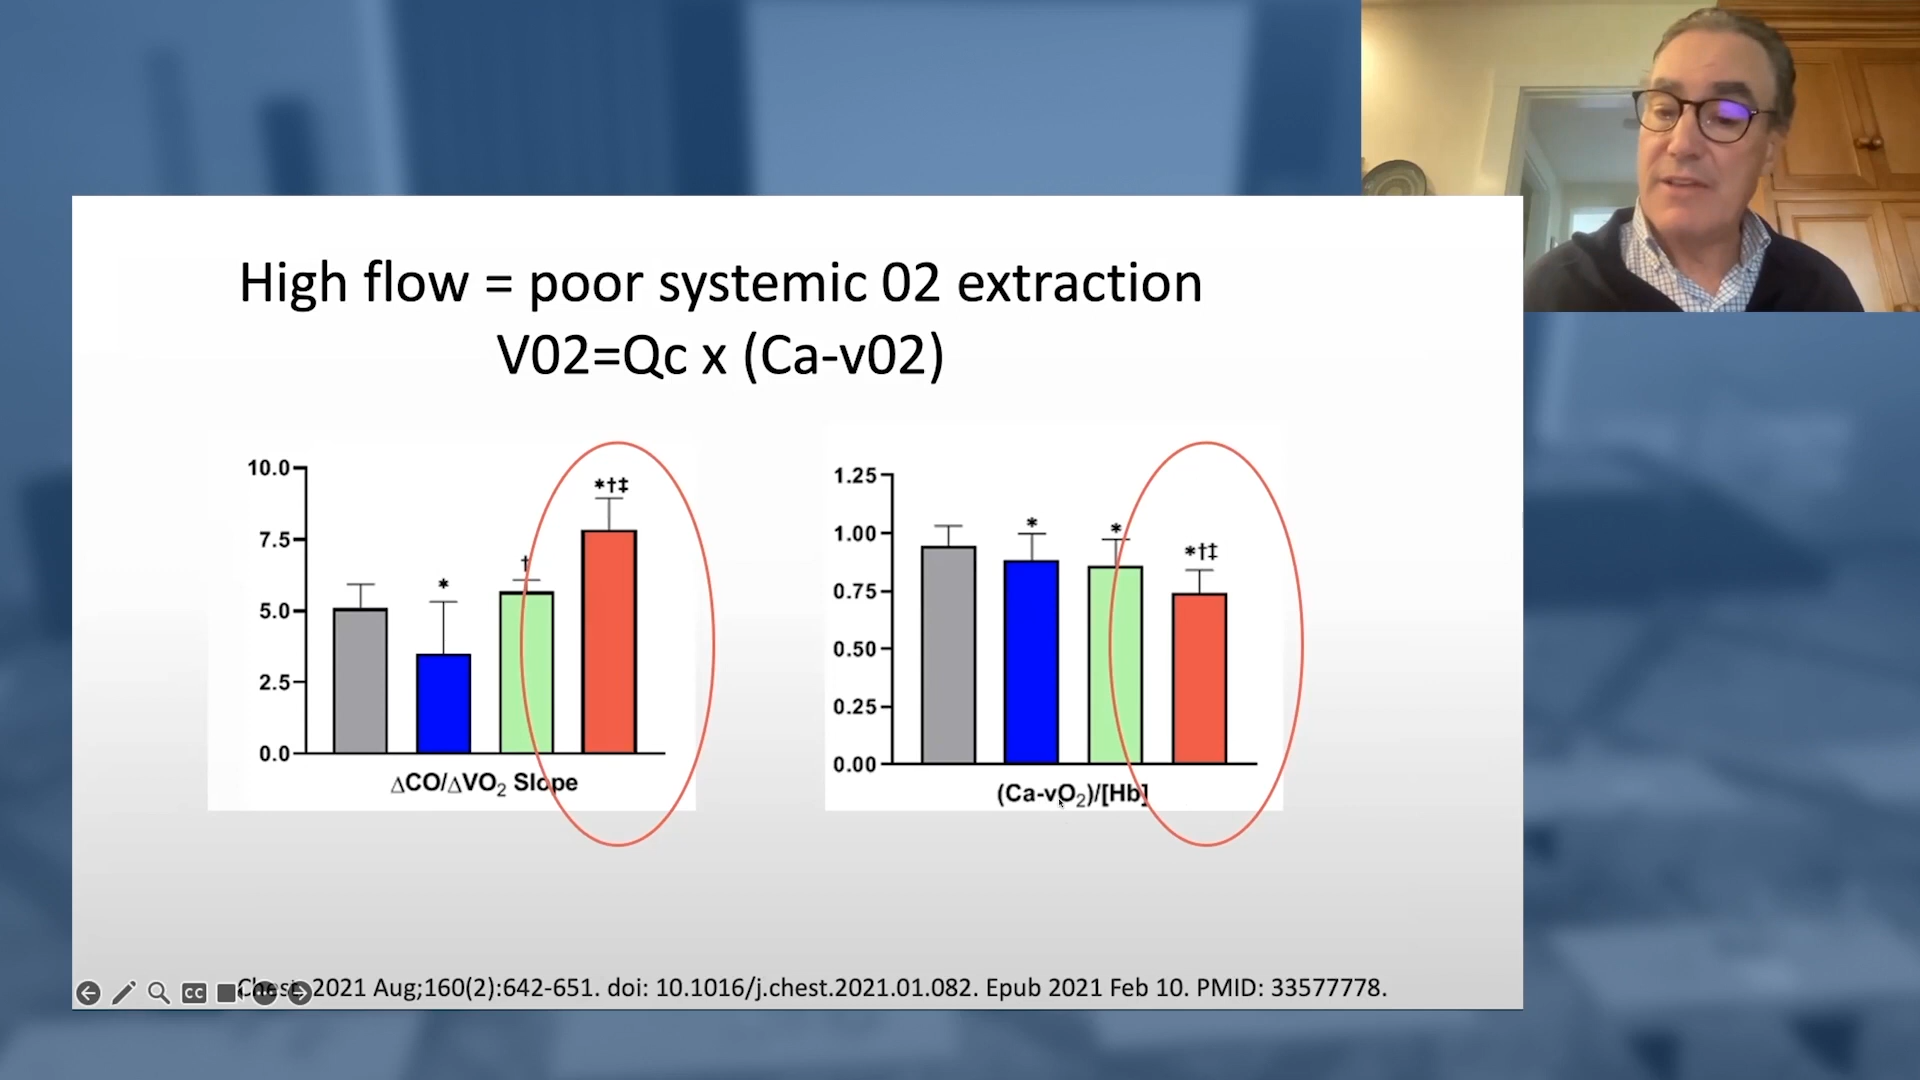 High flow = poor systemic 02 extraction
V02=Qc x (Ca-v02)
10.0
7.5
5.0
2.5
0.0
*
†
*†‡
ΔCO/ΔVO₂ Slope
1.25
1.00
0.75
0.50
0.25
0.00
*
*
*†‡
(Ca-vO₂)/[Hb]
CC
Chest. 2021 Aug;160(2):642-651. doi: 10.1016/j.chest.2021.01.082. Epub 2021 Feb 10. PMID: 33577778.